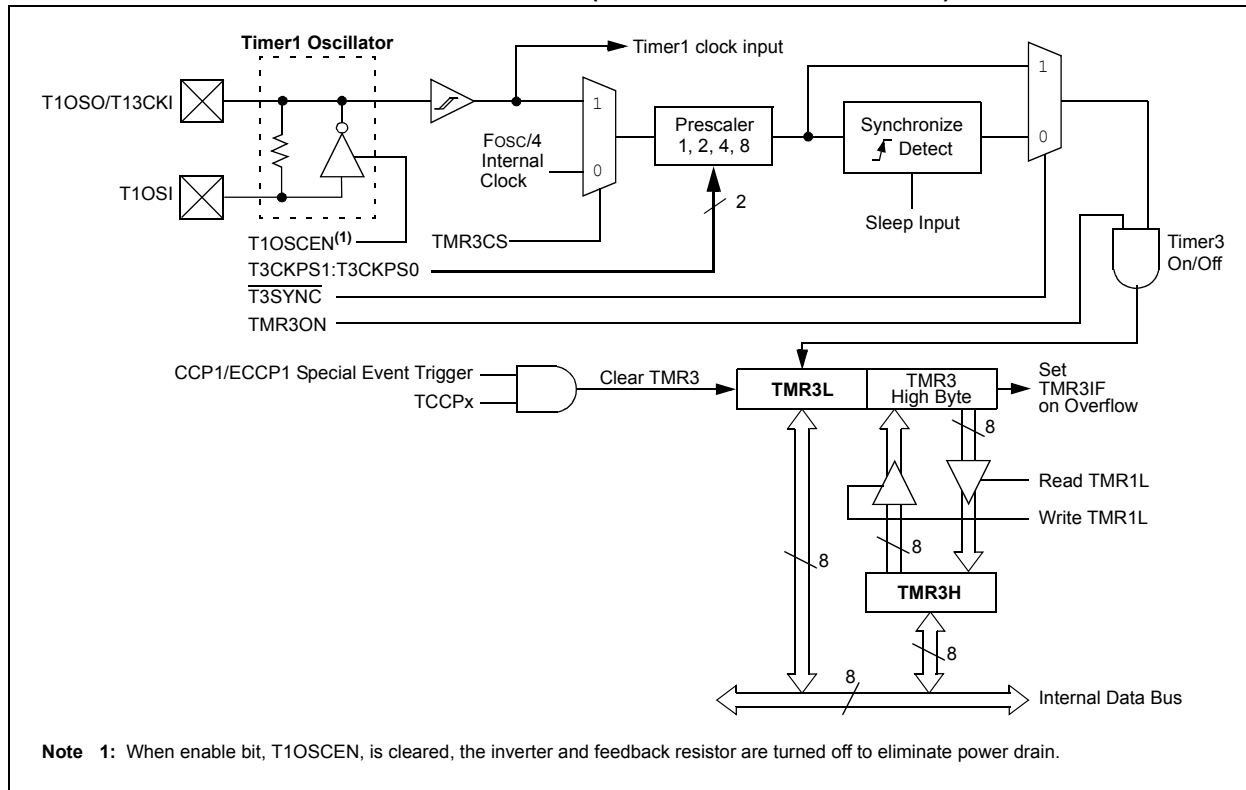 Timer1 Oscillator
Timer1 clock input
T1OSO/T13CKI
1
1
FOSC/4
Internal
Clock
0
Prescaler
1, 2, 4, 8
Synchronize
Detect
0
T1OSI
2
Sleep Input
T1OSCEN(1)
TMR3CS
Timer3
On/Off
T3CKPS1:T3CKPS0
T3SYNC
TMR3ON
CCP1/ECCP1 Special Event Trigger
TCCPx
Clear TMR3
TMR3L
TMR3
High Byte
Set
TMR3IF
on Overflow
8
Read TMR1L
Write TMR1L
8
8
TMR3H
8
8
Internal Data Bus
Note 1: When enable bit, T1OSCEN, is cleared, the inverter and feedback resistor are turned off to eliminate power drain.